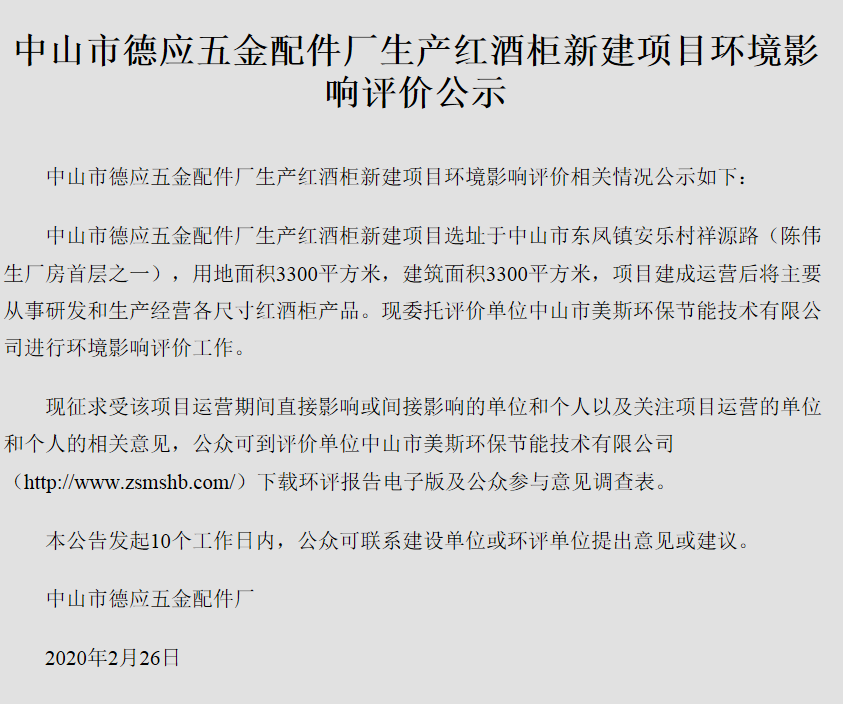 中山市德应五金配件厂生产红酒柜新建项目环境影
响评价公示
中山市德应五金配件厂生产红酒柜新建项目环境影响评价相关情况公示如下：
中山市德应五金配件厂生产红酒柜新建项目选址于中山市东凤镇安乐村祥源路（陈伟
生厂房首层之一），用地面积3300平方米，建筑面积3300平方米，项目建成运营后将主要
从事研发和生产经营各尺寸红酒柜产品。现委托评价单位中山市美斯环保节能技术有限公
司进行环境影响评价工作。
现征求受该项目运营期间直接影响或间接影响的单位和个人以及关注项目运营的单位
和个人的相关意见，公众可到评价单位中山市美斯环保节能技术有限公司
（http://www.zsmshb.com/）下载环评报告电子版及公众参与意见调查表。
本公告发起10个工作日内，公众可联系建设单位或环评单位提出意见或建议。
中山市德应五金配件厂
2020年2月26日